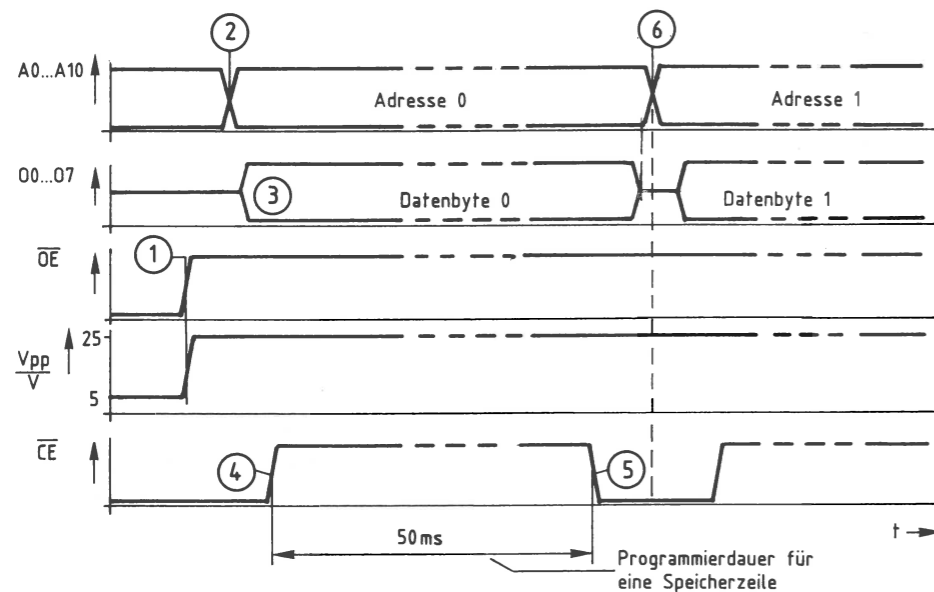 2
6
A0...A10
Adresse 0
Adresse 1
O0...O7
3
Datenbyte 0
Datenbyte 1
OE
1
Vpp
V
25
5
CE
4
5
50ms
t
Programmierdauer für
eine Speicherzeile